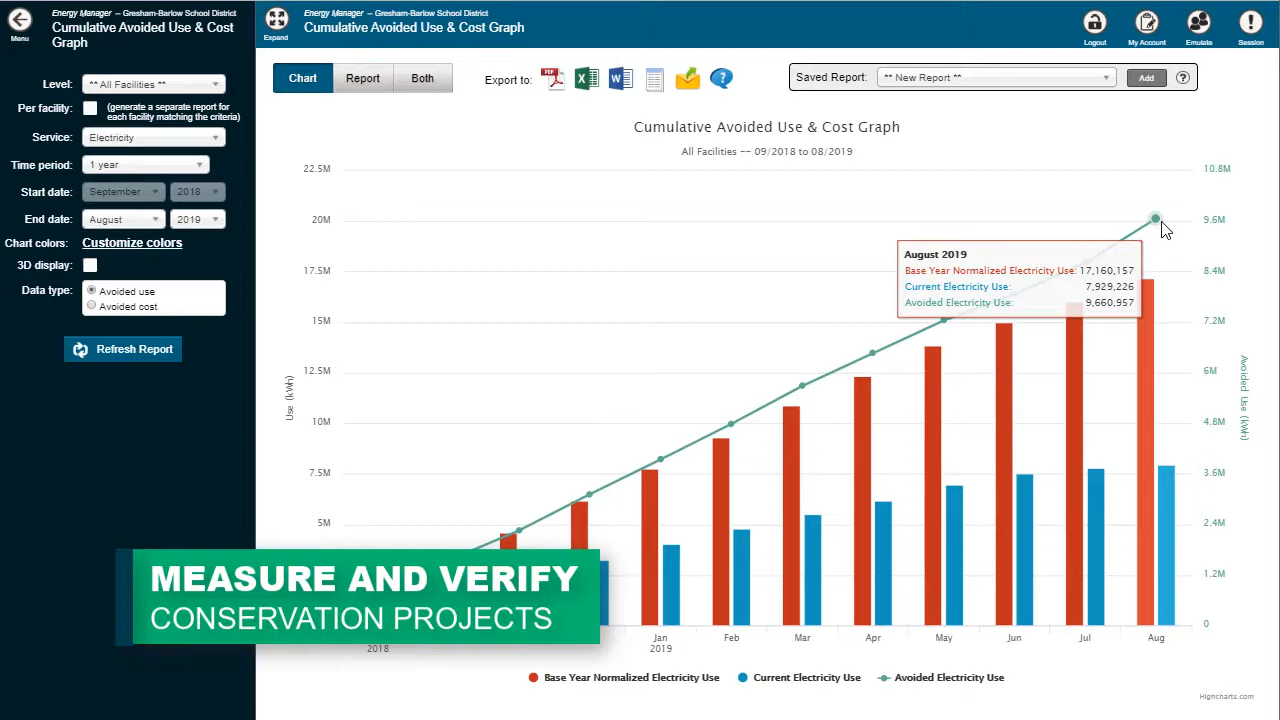 Menu
Energy Manager – Gresham-Barlow School District
Cumulative Avoided Use & Cost
Graph
Expand
Energy Manager – Gresham-Barlow School District
Cumulative Avoided Use & Cost Graph
Logout
My Account
Emulate
Session
Level: ** All Facilities **
Per facility: (generate a separate report for
each facility matching the criteria)
Service: Electricity
Time period: 1 year
Start date: September 2018
End date: August 2019
Chart colors: Customize colors
3D display:
Data type: Avoided use
Avoided cost
Refresh Report
Chart Report Both
Export to: PDF X W ?
Saved Report: ** New Report ** Add ?
Cumulative Avoided Use & Cost Graph
All Facilities -- 09/2018 to 08/2019
22.5M 10.8M
20M 9.6M
17.5M 8.4M
15M 7.2M
12.5M 6M
10M 4.8M
7.5M 3.6M
5M 2.4M
1.2M
0
Use (kWh)
Avoided Use (kWh)
August 2019
Base Year Normalized Electricity Use: 17,160,157
Current Electricity Use: 7,929,226
Avoided Electricity Use: 9,660,957
MEASURE AND VERIFY
CONSERVATION PROJECTS
Jan Feb Mar Apr May Jun Jul Aug
2018 2019
Base Year Normalized Electricity Use Current Electricity Use Avoided Electricity Use
Highcharts.com